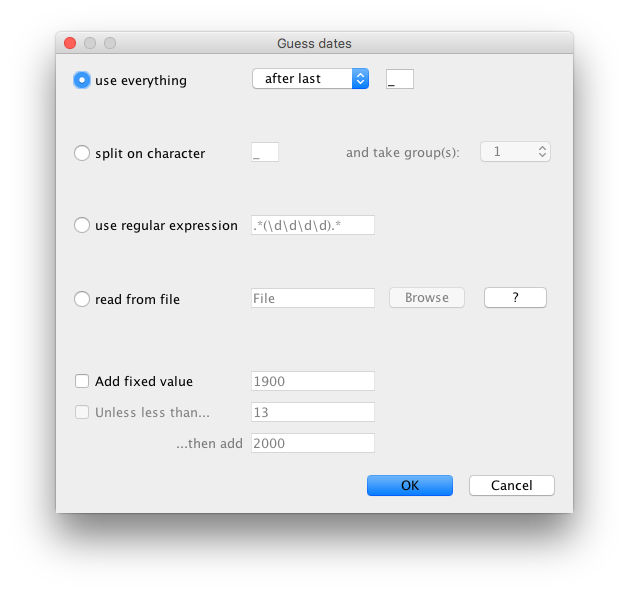 Guess dates
use everything after last _
split on character _ and take group(s): 1
use regular expression .*(\d\d\d\d).*
read from file File Browse ?
Add fixed value 1900
Unless less than... 13
...then add 2000
OK Cancel